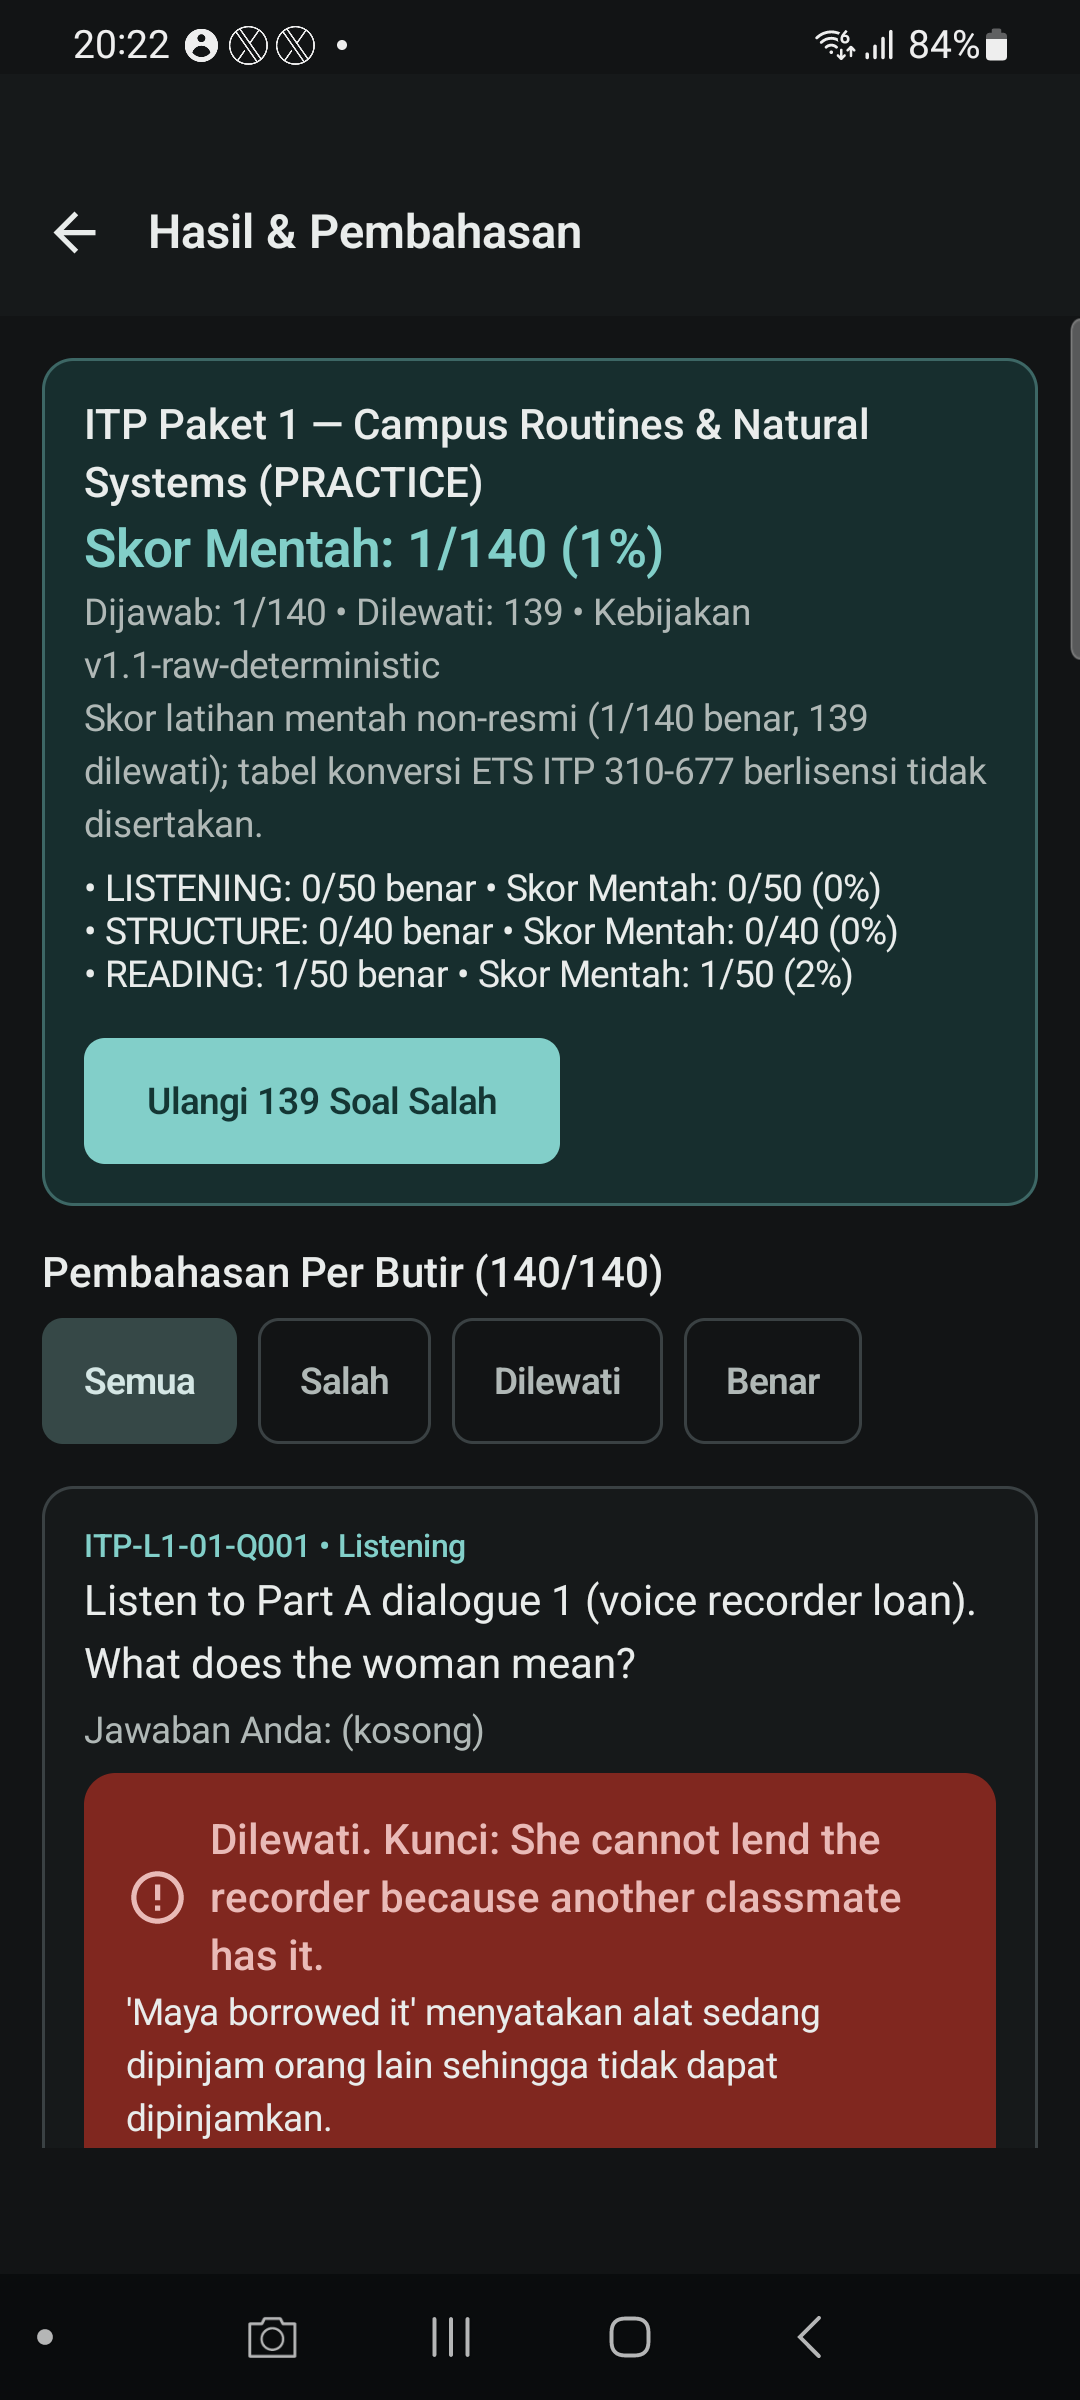 20:22
84%
Hasil & Pembahasan
ITP Paket 1 — Campus Routines & Natural
Systems (PRACTICE)
Skor Mentah: 1/140 (1%)
Dijawab: 1/140 • Dilewati: 139 • Kebijakan
v1.1-raw-deterministic
Skor latihan mentah non-resmi (1/140 benar, 139
dilewati); tabel konversi ETS ITP 310-677 berlisensi tidak
disertakan.
• LISTENING: 0/50 benar • Skor Mentah: 0/50 (0%)
• STRUCTURE: 0/40 benar • Skor Mentah: 0/40 (0%)
• READING: 1/50 benar • Skor Mentah: 1/50 (2%)
Ulangi 139 Soal Salah
Pembahasan Per Butir (140/140)
Semua
Salah
Dilewati
Benar
ITP-L1-01-Q001 • Listening
Listen to Part A dialogue 1 (voice recorder loan).
What does the woman mean?
Jawaban Anda: (kosong)
Dilewati. Kunci: She cannot lend the
recorder because another classmate
has it.
'Maya borrowed it' menyatakan alat sedang
dipinjam orang lain sehingga tidak dapat
dipinjamkan.